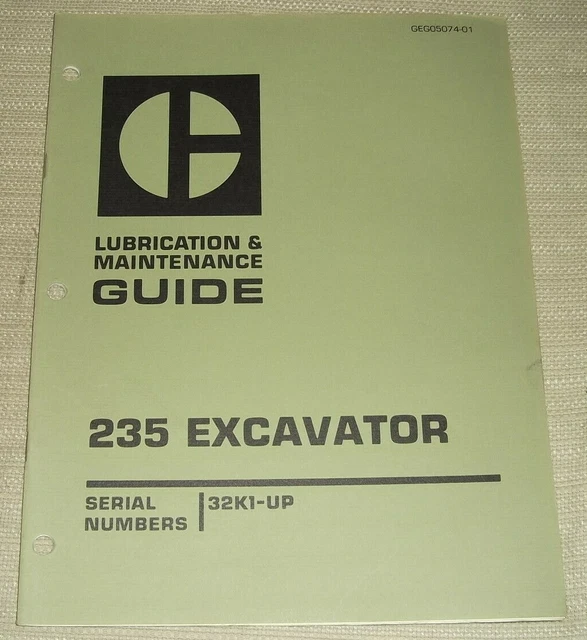 GEG05074-01
LUBRICATION &
MAINTENANCE
GUIDE
235 EXCAVATOR
SERIAL
NUMBERS
32K1-UP